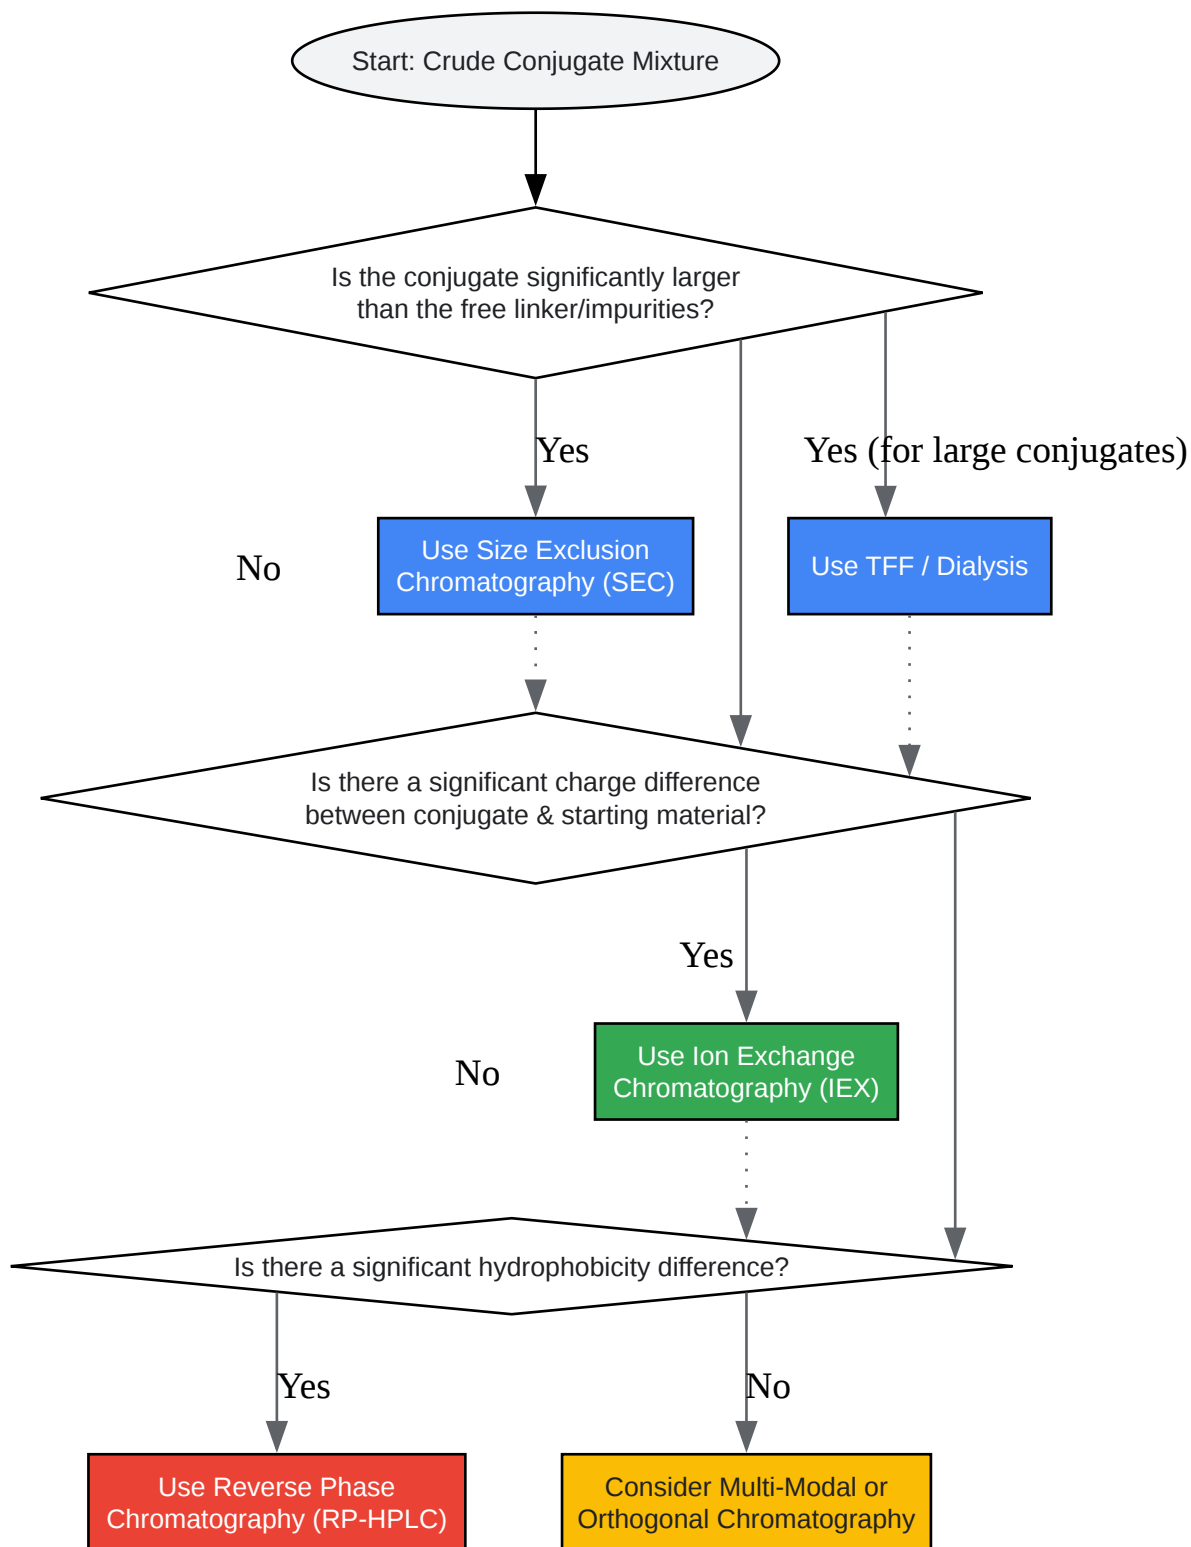 Start: Crude Conjugate Mixture
Is the conjugate significantly larger
than the free linker/impurities?
Yes
Yes (for large conjugates)
Use Size Exclusion
Chromatography (SEC)
No
Use TFF / Dialysis
Is there a significant charge difference
between conjugate & starting material?
Yes
Use Ion Exchange
Chromatography (IEX)
No
Is there a significant hydrophobicity difference?
Yes
No
Use Reverse Phase
Chromatography (RP-HPLC)
Consider Multi-Modal or
Orthogonal Chromatography